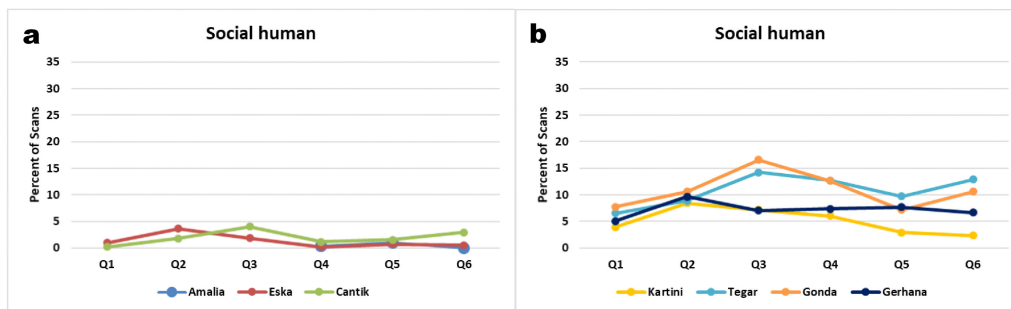 a
Social human
35
30
25
20
15
10
5
0
Percent of Scans
Q1 Q2 Q3 Q4 Q5 Q6
Amalia Eska Cantik
b
Social human
35
30
25
20
15
10
5
0
Percent of Scans
Q1 Q2 Q3 Q4 Q5 Q6
Kartini Tegar Gonda Gerhana